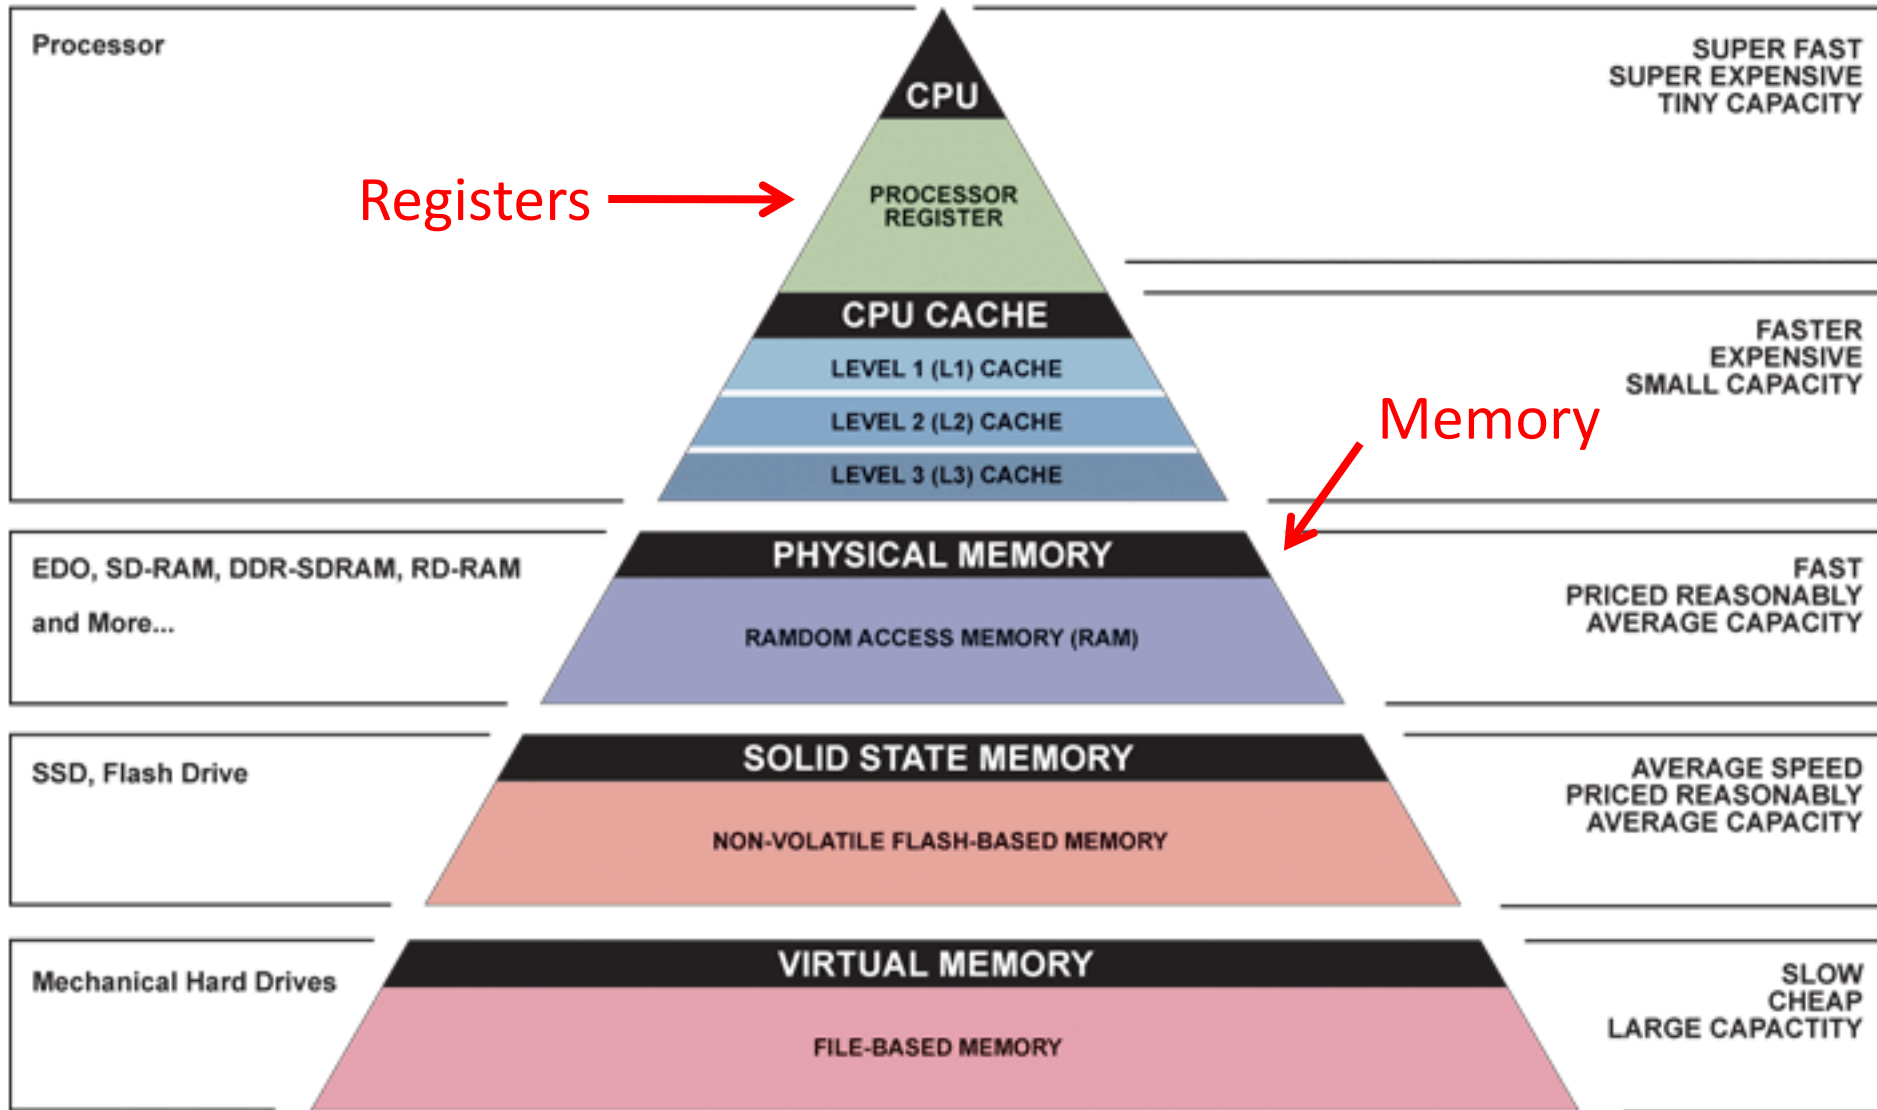 Processor
CPU
SUPER FAST
SUPER EXPENSIVE
TINY CAPACITY
Registers
PROCESSOR
REGISTER
CPU CACHE
LEVEL 1 (L1) CACHE
LEVEL 2 (L2) CACHE
LEVEL 3 (L3) CACHE
FASTER
EXPENSIVE
SMALL CAPACITY
Memory
EDO, SD-RAM, DDR-SDRAM, RD-RAM
and More...
PHYSICAL MEMORY
RAMDOM ACCESS MEMORY (RAM)
FAST
PRICED REASONABLY
AVERAGE CAPACITY
SSD, Flash Drive
SOLID STATE MEMORY
NON-VOLATILE FLASH-BASED MEMORY
AVERAGE SPEED
PRICED REASONABLY
AVERAGE CAPACITY
Mechanical Hard Drives
VIRTUAL MEMORY
FILE-BASED MEMORY
SLOW
CHEAP
LARGE CAPACTITY